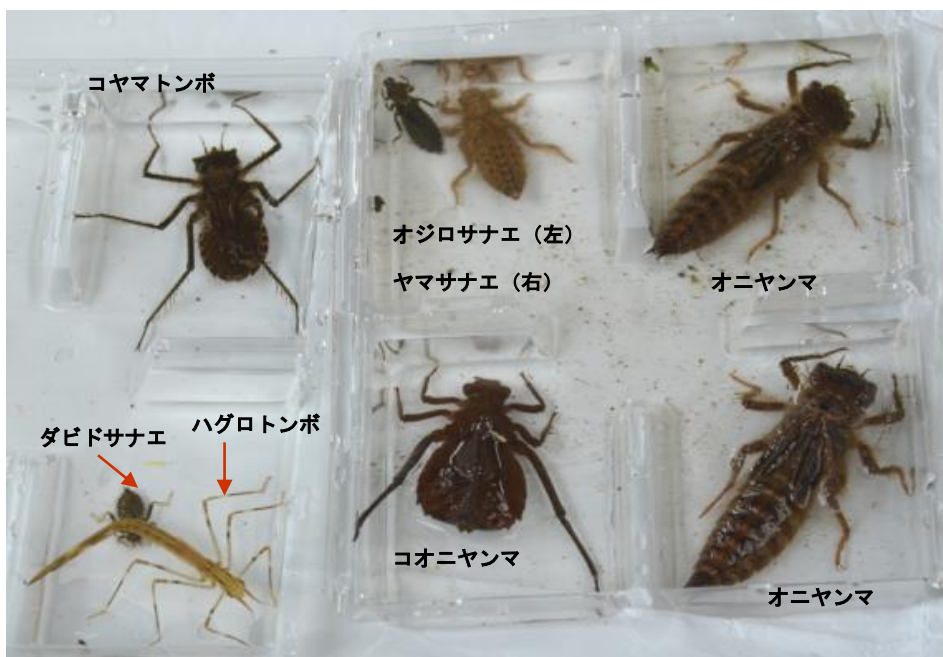 コヤマトンボ
オジロサナエ（左）
ヤマサナエ（右）
オニヤンマ
ダビドサナエ
ハグロトンボ
コオニヤンマ
オニヤンマ